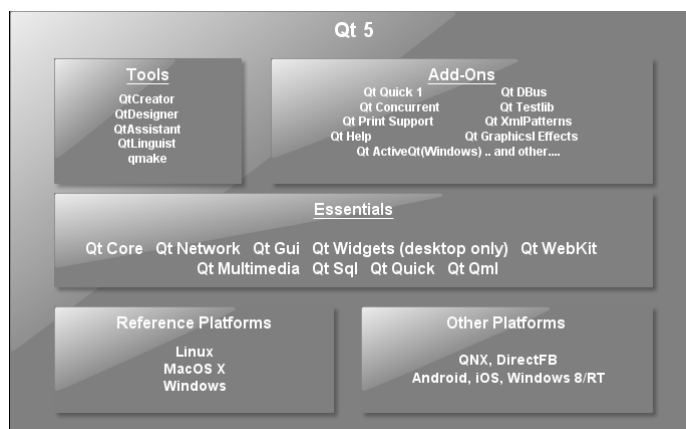 Qt 5
Tools
QtCreator
QtDesigner
QtAssistant
QtLinguist
qmake
Add-Ons
Qt Quick 1 Qt DBus
Qt Concurrent Qt Testlib
Qt Print Support Qt XmlPatterns
Qt Help Qt Graphicsl Effects
Qt ActiveQt(Windows) .. and other....
Essentials
Qt Core Qt Network Qt Gui Qt Widgets (desktop only) Qt WebKit
Qt Multimedia Qt Sql Qt Quick Qt Qml
Reference Platforms
Linux
MacOS X
Windows
Other Platforms
QNX, DirectFB
Android, iOS, Windows 8/RT